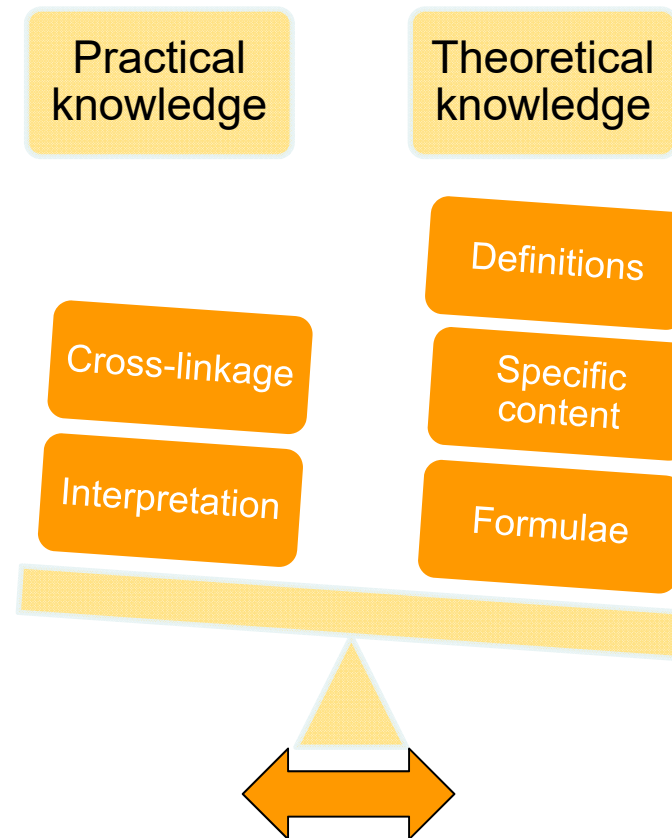 Practical
knowledge
Theoretical
knowledge
Definitions
Cross-linkage
Specific
content
Interpretation
Formulae